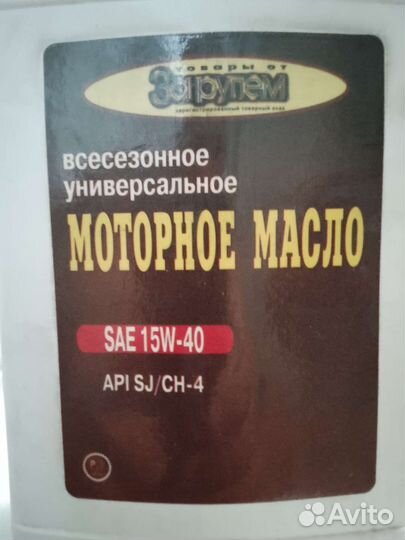 товары от
За рулем
зарегистрированный товарный знак
всесезонное
универсальное
МОТОРНОЕ МАСЛО
SAE 15W-40
API SJ/CH-4
Avito